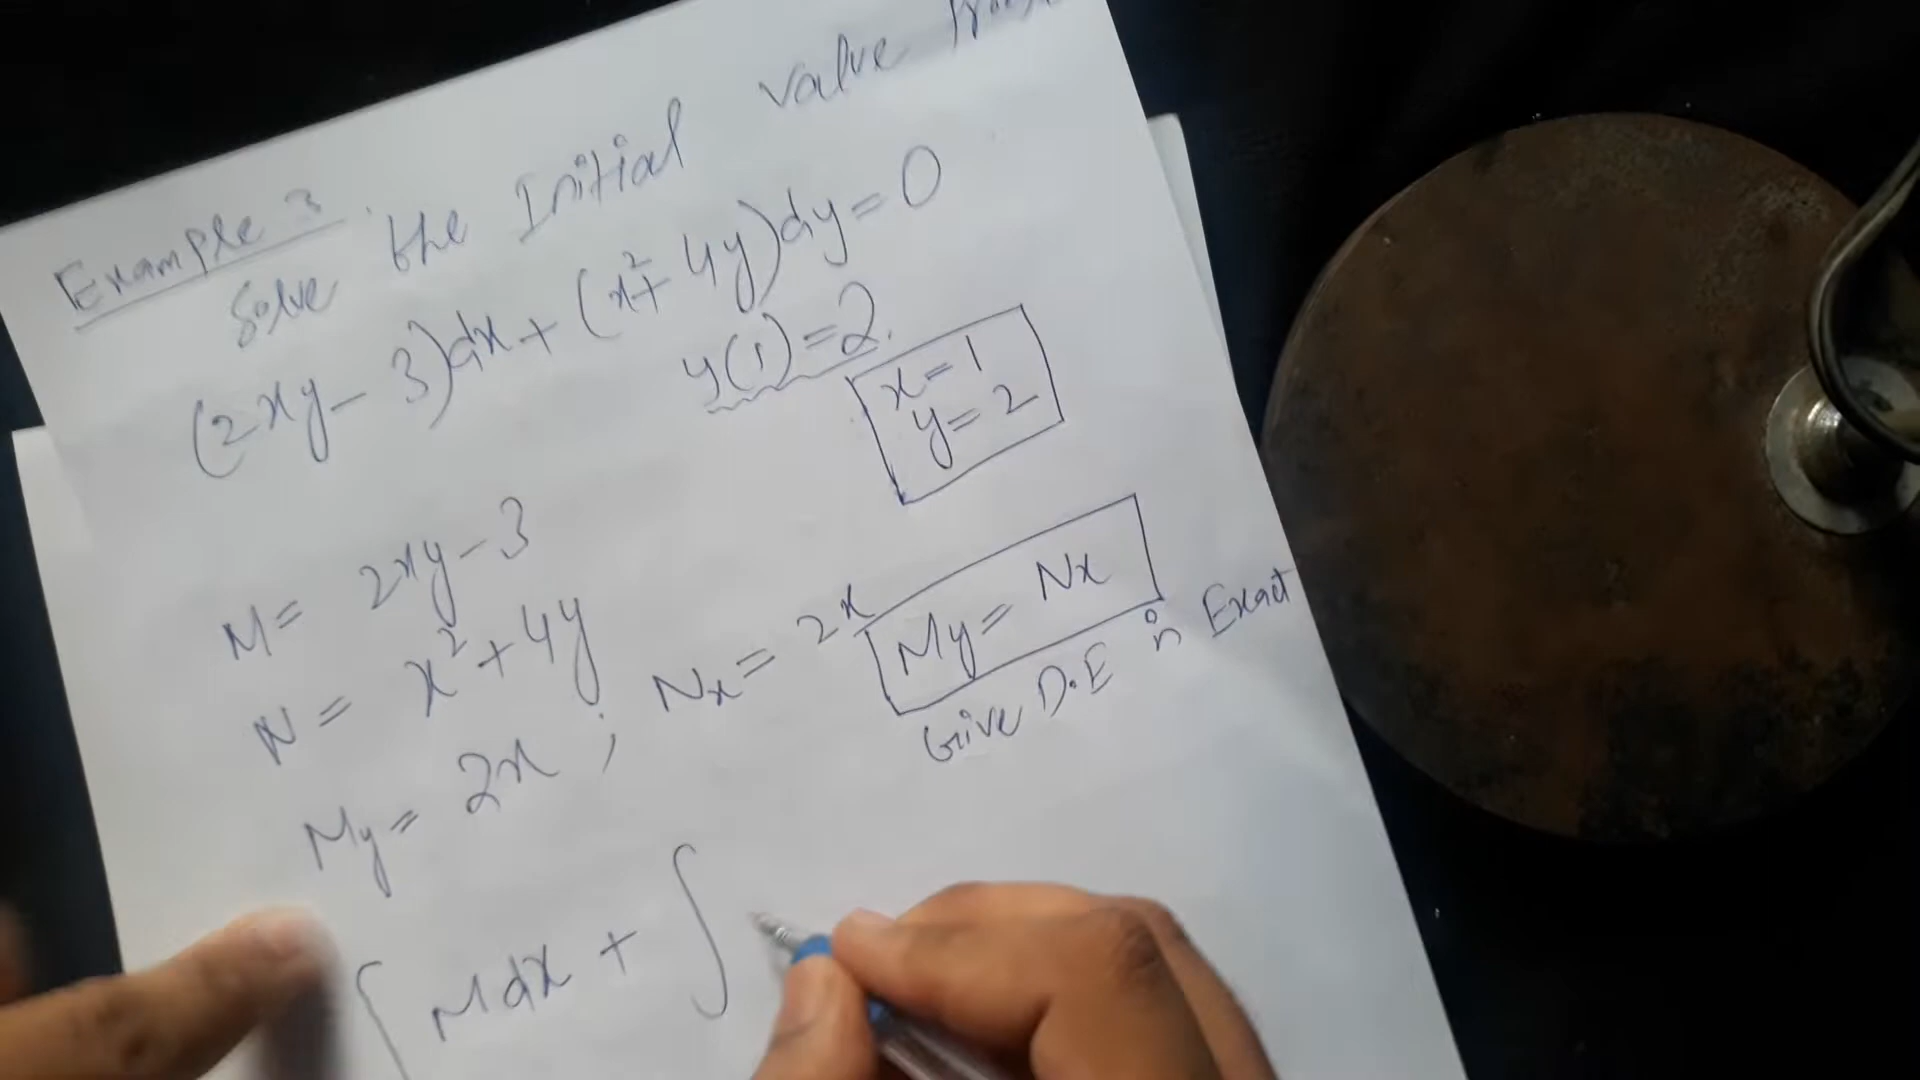 Example 3
Solve the Initial value
(2xy-3)dx+(x²+4y)dy=0
y(1)=2.
x=1
y=2
M= 2xy-3
N= x²+4y
My= 2x ; Nx= 2x
My= Nx
Give D.E is Exact
∫ Mdx + ∫